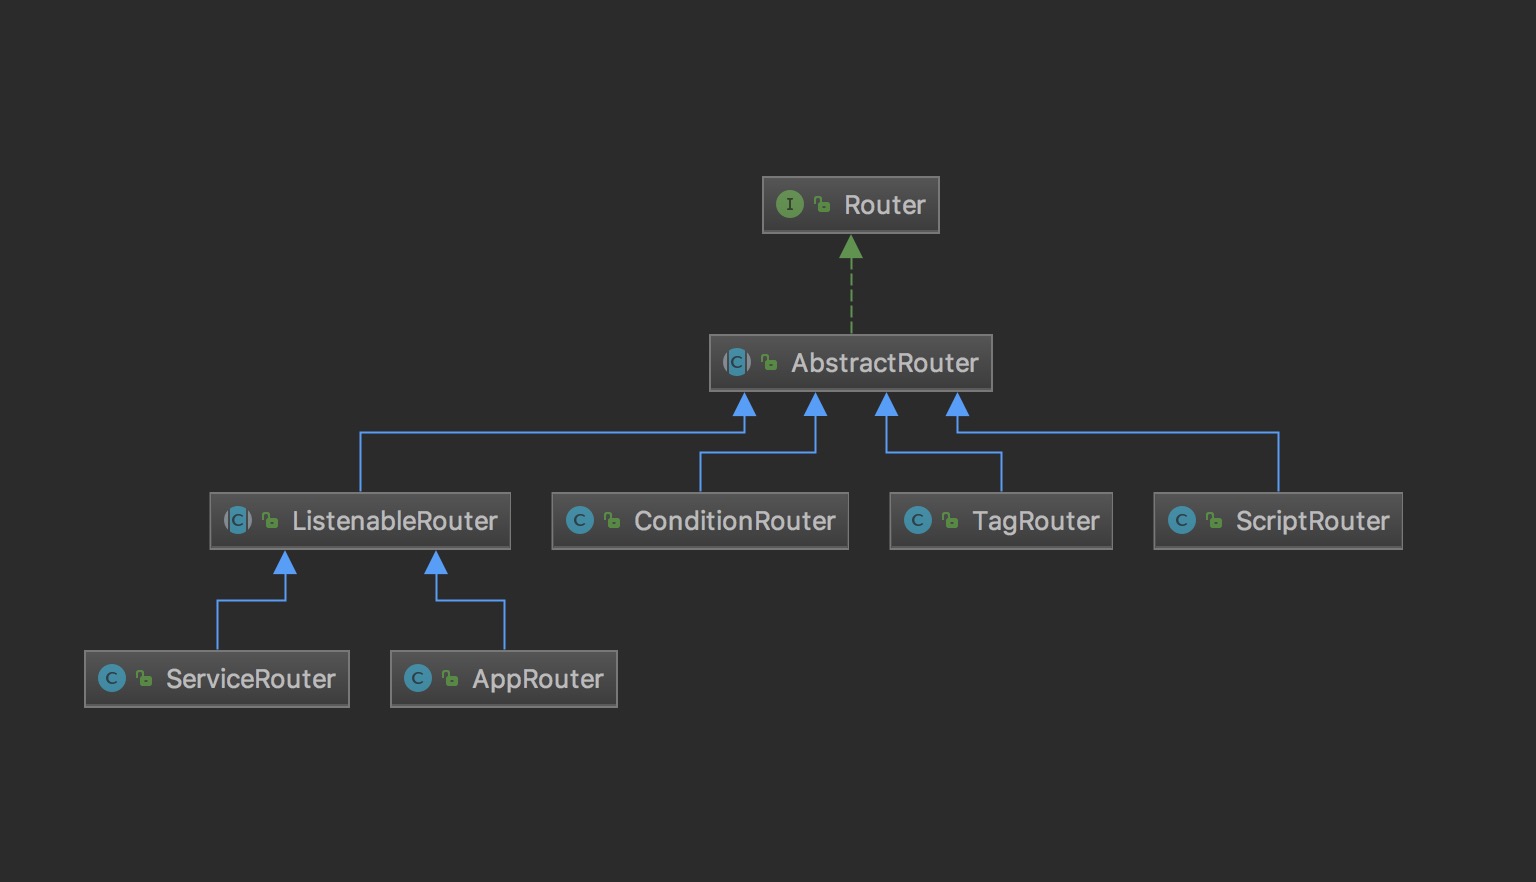 I Router
C AbstractRouter
C ListenableRouter
C ConditionRouter
C TagRouter
C ScriptRouter
C ServiceRouter
C AppRouter